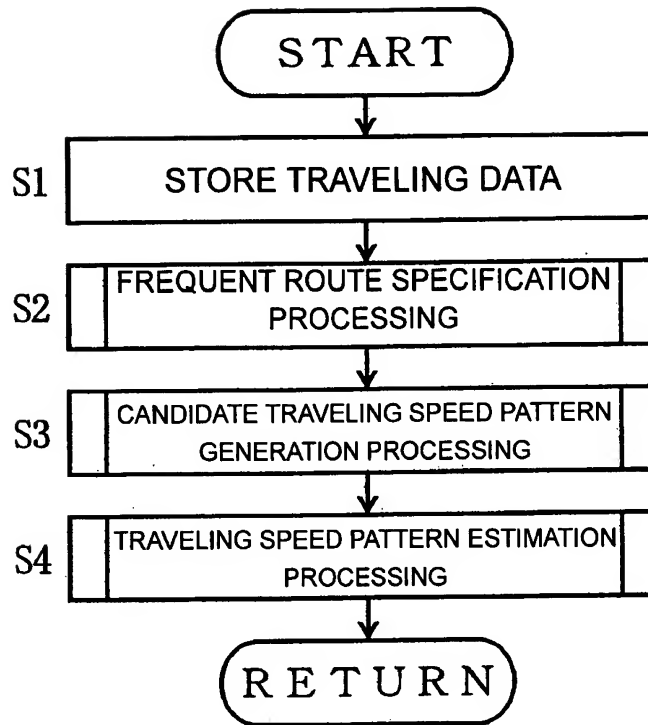 START
S1
STORE TRAVELING DATA
S2
FREQUENT ROUTE SPECIFICATION
PROCESSING
S3
CANDIDATE TRAVELING SPEED PATTERN
GENERATION PROCESSING
S4
TRAVELING SPEED PATTERN ESTIMATION
PROCESSING
RETURN